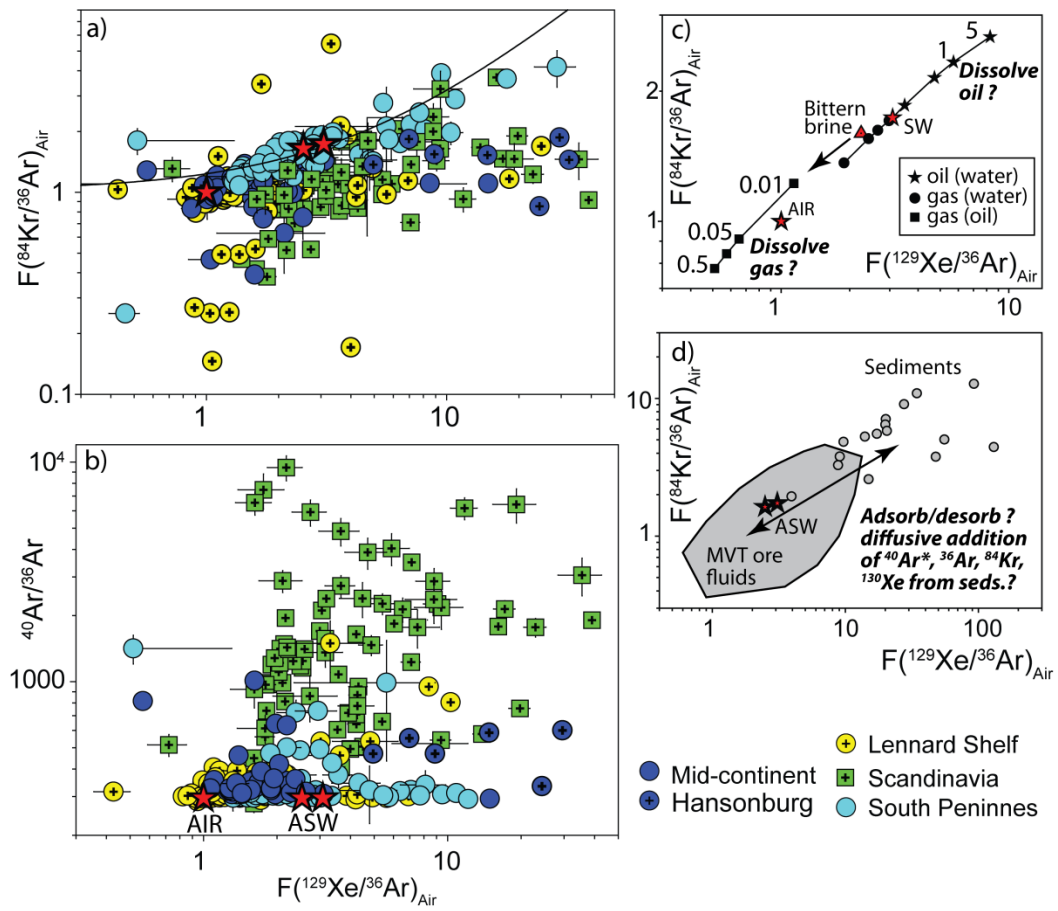 a)
F(⁸⁴Kr/³⁶Ar)Air
1
0.1
1
10
b)
⁴⁰Ar/³⁶Ar
10⁴
1000
AIR
ASW
1
10
F(¹²⁹Xe/³⁶Ar)Air
c)
F(⁸⁴Kr/³⁶Ar)Air
2
1
5
1
Dissolve
oil ?
Bittern
brine
SW
0.01
0.05
0.5
AIR
Dissolve
gas ?
oil (water)
gas (water)
gas (oil)
F(¹²⁹Xe/³⁶Ar)Air
1
10
d)
F(⁸⁴Kr/³⁶Ar)Air
10
1
Sediments
ASW
MVT ore
fluids
Adsorb/desorb ?
diffusive addition
of ⁴⁰Ar*, ³⁶Ar, ⁸⁴Kr,
¹³⁰Xe from seds.?
1
10
100
F(¹²⁹Xe/³⁶Ar)Air
Mid-continent
Hansonburg
Lennard Shelf
Scandinavia
South Peninnes